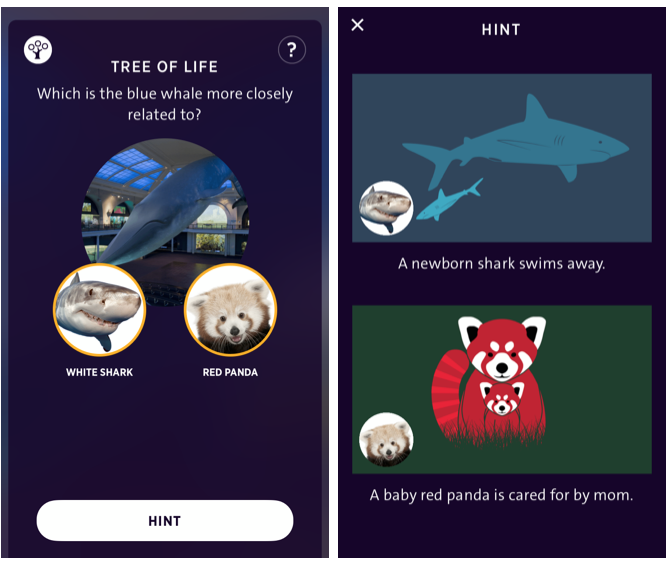 ?
TREE OF LIFE
Which is the blue whale more closely
related to?
WHITE SHARK
RED PANDA
HINT
HINT
A newborn shark swims away.
A baby red panda is cared for by mom.